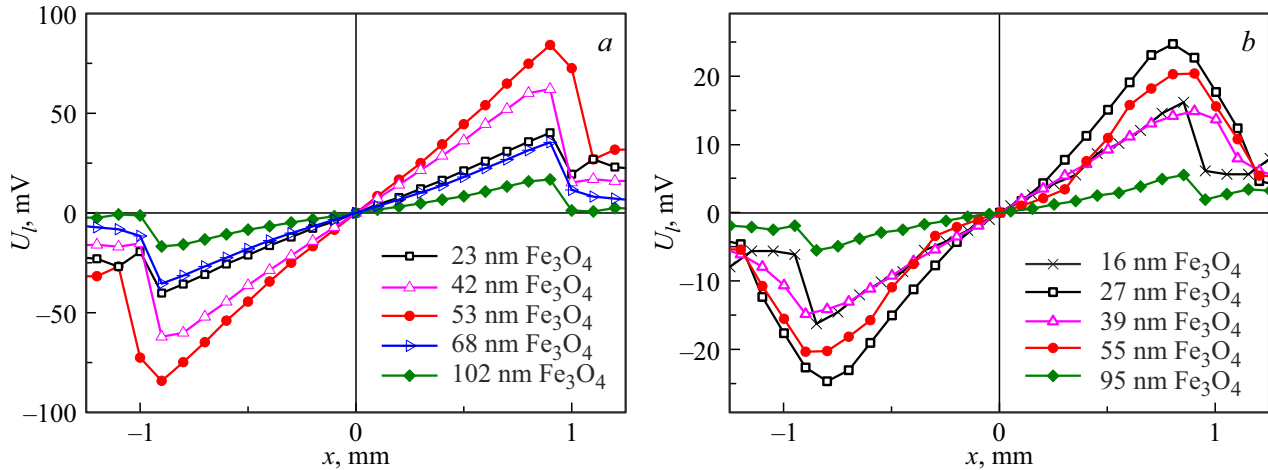 a
100
50
0
–50
–100
U_l, mV
–1
0
1
x, mm
23 nm Fe₃O₄
42 nm Fe₃O₄
53 nm Fe₃O₄
68 nm Fe₃O₄
102 nm Fe₃O₄
b
20
10
0
–10
–20
U_l, mV
–1
0
1
x, mm
16 nm Fe₃O₄
27 nm Fe₃O₄
39 nm Fe₃O₄
55 nm Fe₃O₄
95 nm Fe₃O₄